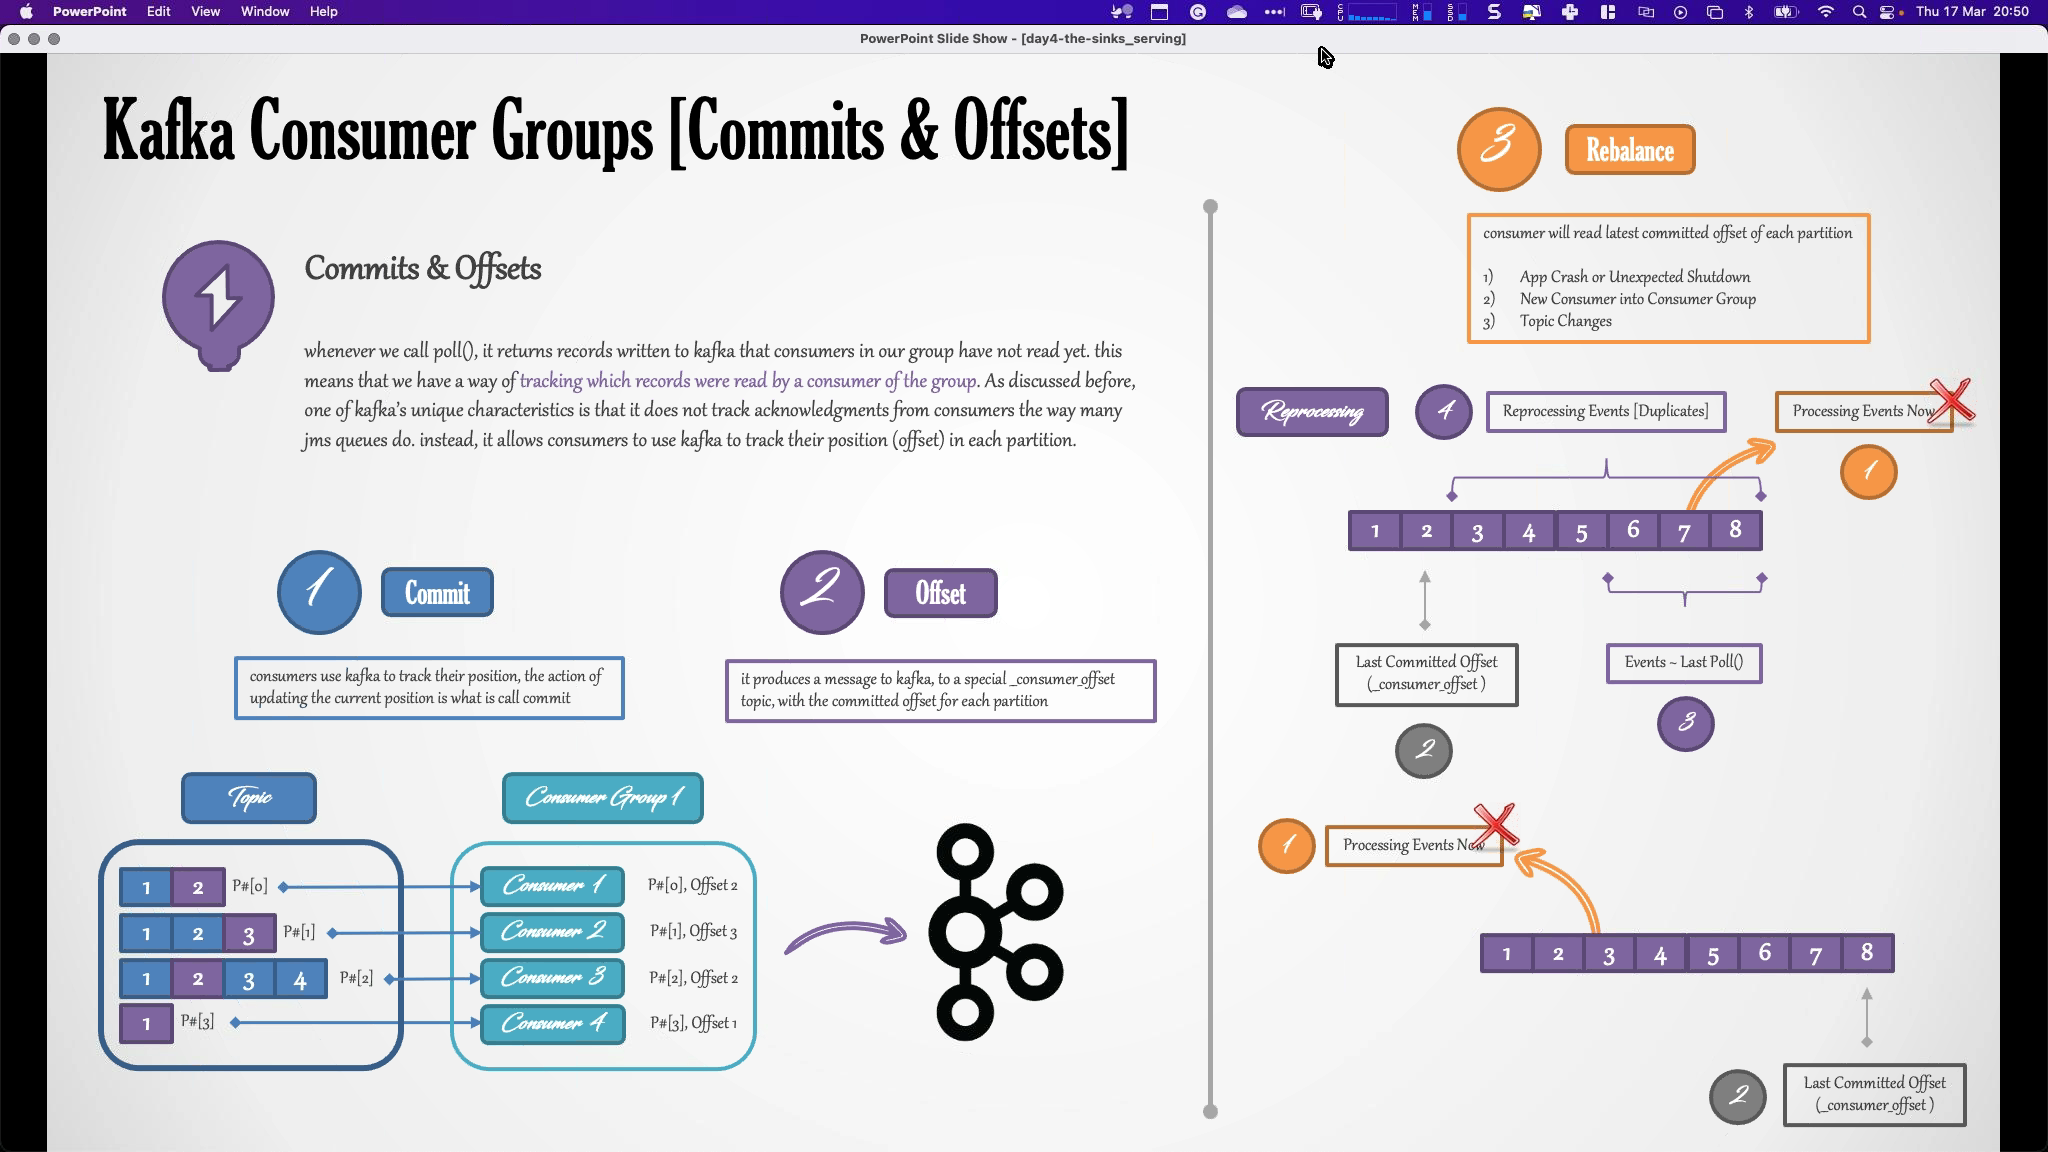 PowerPoint Edit View Window Help
CPU MEM SSD Thu 17 Mar 20:50
PowerPoint Slide Show - [day4-the-sinks_serving]
Kafka Consumer Groups [Commits & Offsets]
Commits & Offsets
whenever we call poll(), it returns records written to kafka that consumers in our group have not read yet. this
means that we have a way of tracking which records were read by a consumer of the group. As discussed before,
one of kafka's unique characteristics is that it does not track acknowledgments from consumers the way many
jms queues do. instead, it allows consumers to use kafka to track their position (offset) in each partition.
1 Commit
consumers use kafka to track their position, the action of
updating the current position is what is call commit
2 Offset
it produces a message to kafka, to a special _consumer_offset
topic, with the committed offset for each partition
Topic
1 2 P#[0]
1 2 3 P#[1]
1 2 3 4 P#[2]
1 P#[3]
Consumer Group 1
Consumer 1 P#[0], Offset 2
Consumer 2 P#[1], Offset 3
Consumer 3 P#[2], Offset 2
Consumer 4 P#[3], Offset 1
3 Rebalance
consumer will read latest committed offset of each partition
1) App Crash or Unexpected Shutdown
2) New Consumer into Consumer Group
3) Topic Changes
Reprocessing 4 Reprocessing Events [Duplicates] Processing Events Now
1
1 2 3 4 5 6 7 8
Last Committed Offset
(_consumer_offset )
2
Events ~ Last Poll()
3
1 Processing Events Now
1 2 3 4 5 6 7 8
2 Last Committed Offset
(_consumer_offset )